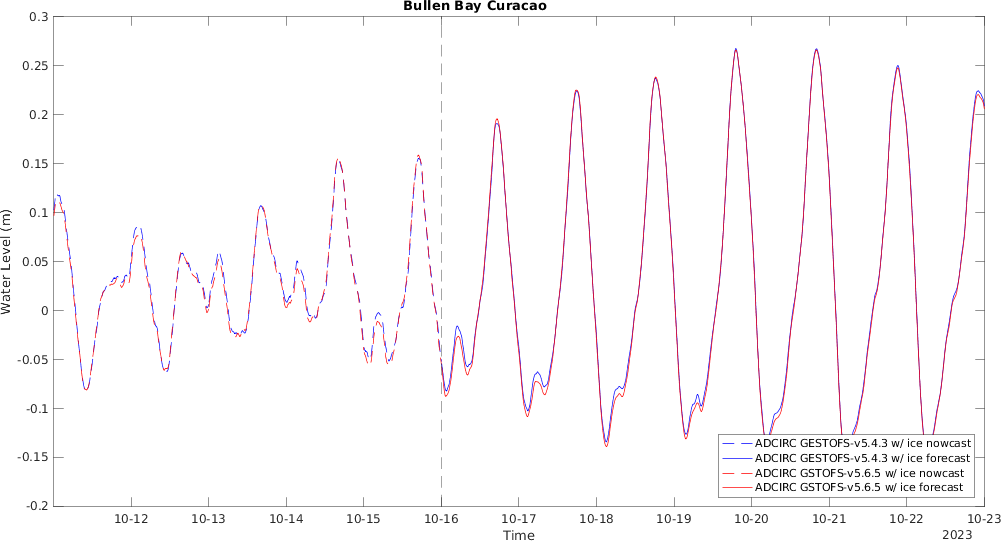 Bullen Bay Curacao
0.3
0.25
0.2
0.15
0.1
0.05
0
-0.05
-0.1
-0.15
-0.2
Water Level (m)
ADCIRC GESTOFS-v5.4.3 w/ ice nowcast
ADCIRC GESTOFS-v5.4.3 w/ ice forecast
ADCIRC GSTOFS-v5.6.5 w/ ice nowcast
ADCIRC GSTOFS-v5.6.5 w/ ice forecast
10-12 10-13 10-14 10-15 10-16 10-17 10-18 10-19 10-20 10-21 10-22 10-23
Time
2023